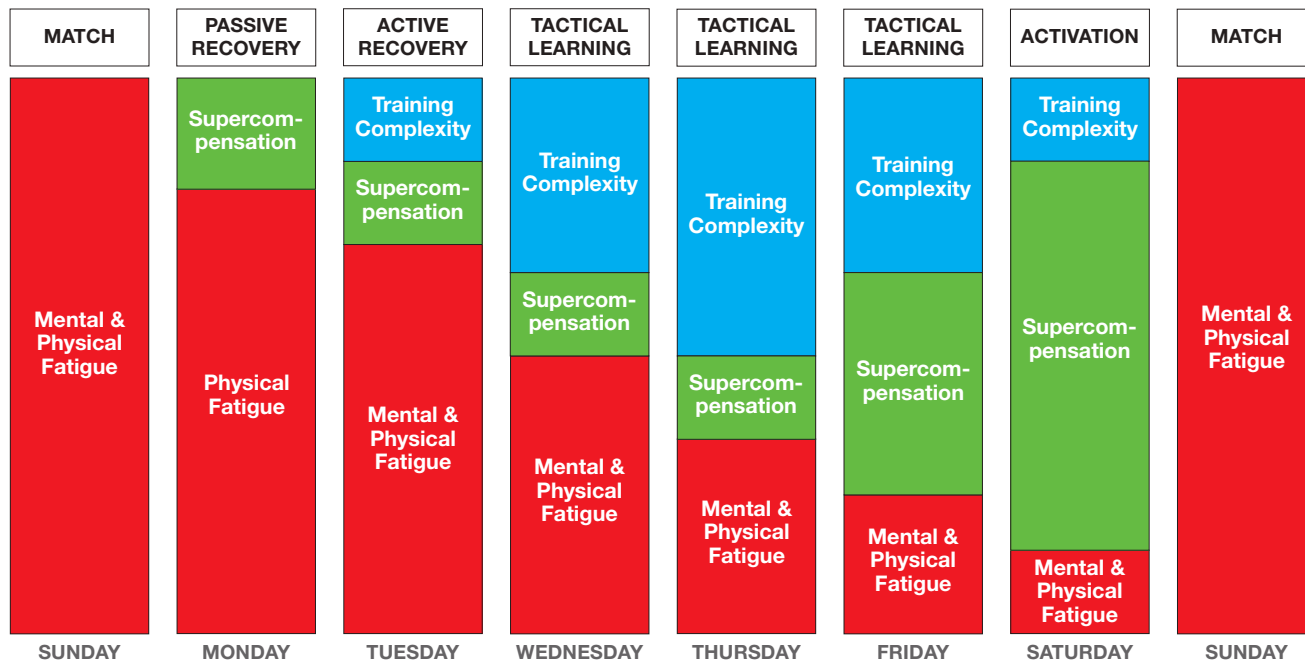 MATCH
PASSIVE
RECOVERY
ACTIVE
RECOVERY
TACTICAL
LEARNING
TACTICAL
LEARNING
TACTICAL
LEARNING
ACTIVATION
MATCH
Mental &
Physical
Fatigue
Supercom-
pensation
Physical
Fatigue
Training
Complexity
Supercom-
pensation
Mental &
Physical
Fatigue
Training
Complexity
Supercom-
pensation
Mental &
Physical
Fatigue
Training
Complexity
Supercom-
pensation
Mental &
Physical
Fatigue
Training
Complexity
Supercom-
pensation
Mental &
Physical
Fatigue
Training
Complexity
Supercom-
pensation
Mental &
Physical
Fatigue
Mental &
Physical
Fatigue
SUNDAY
MONDAY
TUESDAY
WEDNESDAY
THURSDAY
FRIDAY
SATURDAY
SUNDAY